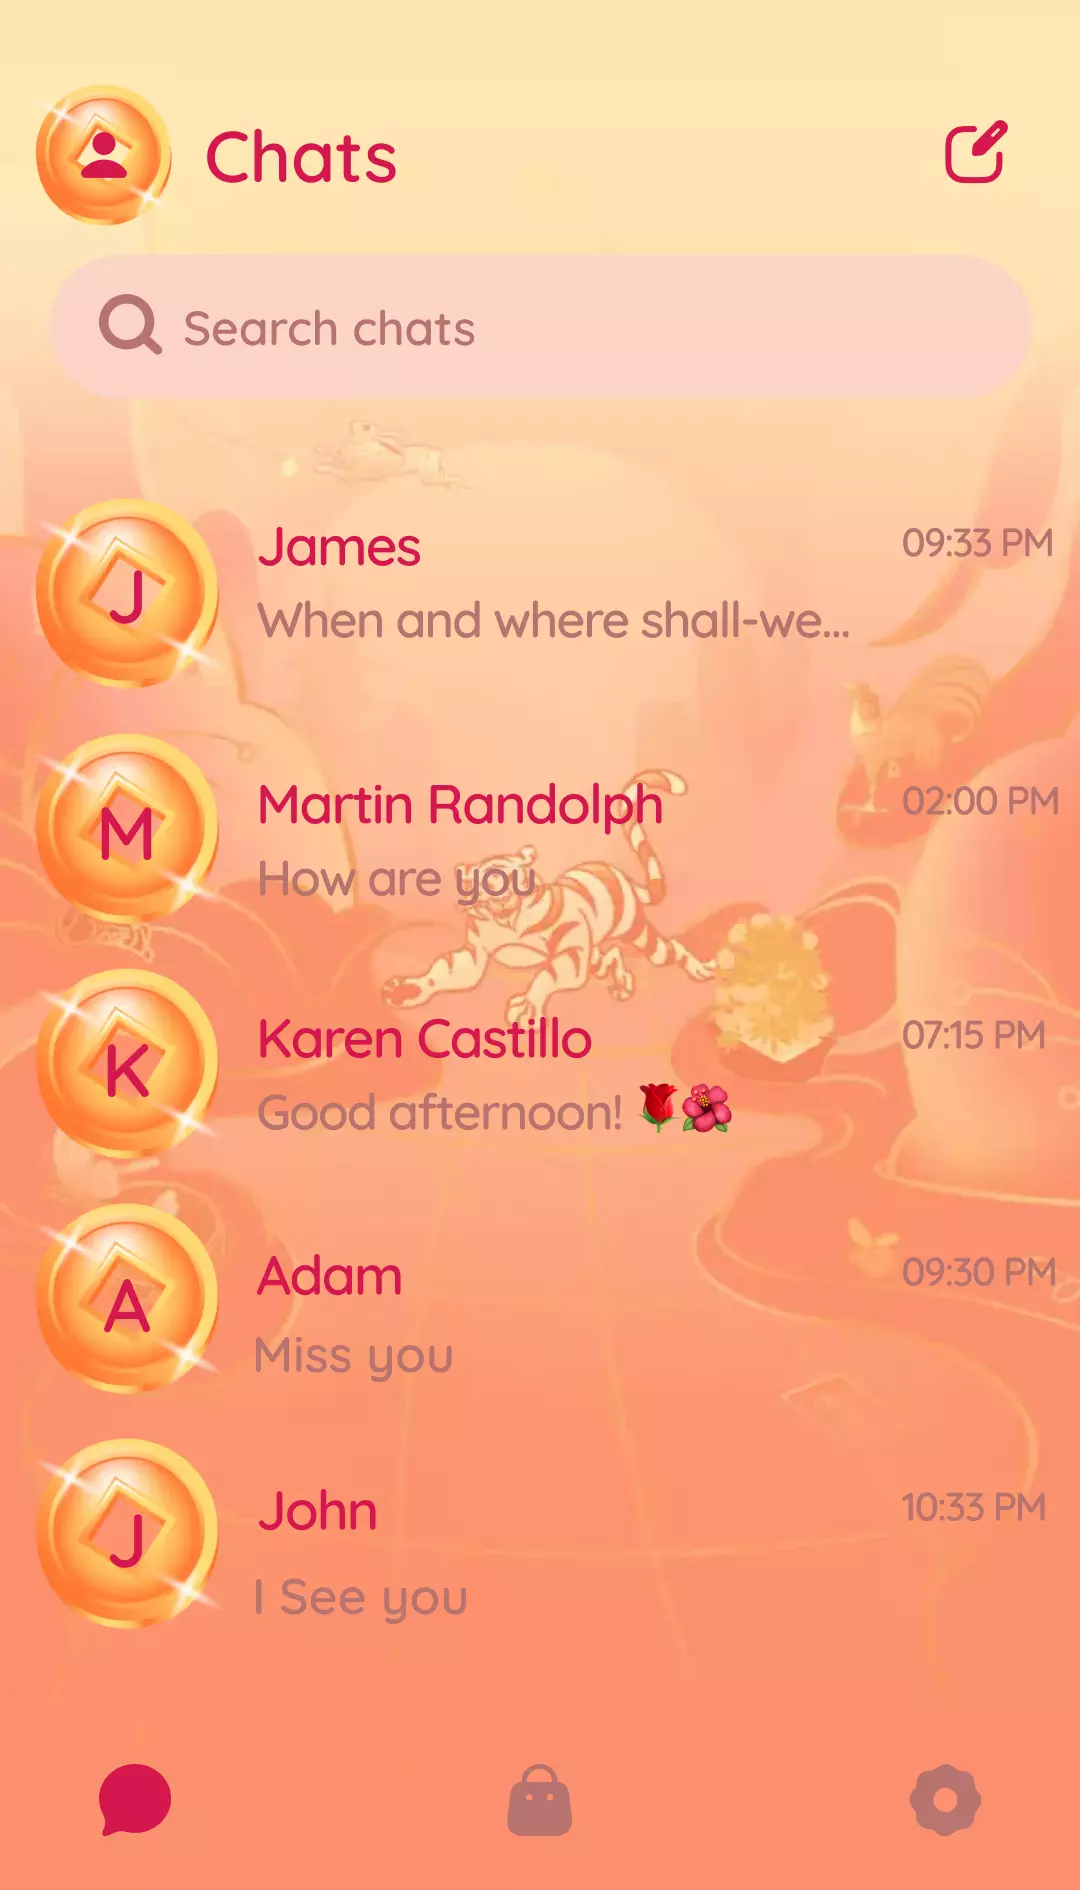 Chats
Search chats
J
James
09:33 PM
When and where shall-we...
M
Martin Randolph
02:00 PM
How are you
K
Karen Castillo
07:15 PM
Good afternoon! 🌹🌺
A
Adam
09:30 PM
Miss you
J
John
10:33 PM
I See you